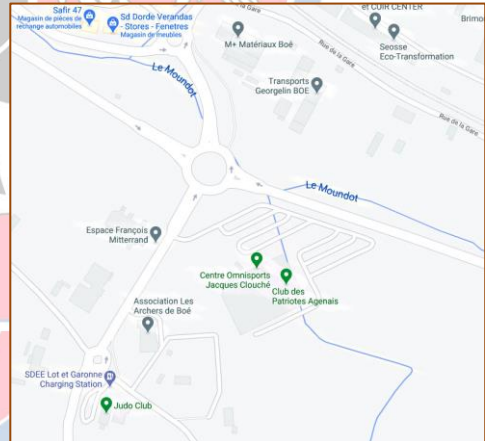 Safir 47
Magasin de pièces de
rechange automobiles
Sd Dorde Verandas
- Stores - Fenetres
Magasin de meubles
M+ Matériaux Boé
et CUIR CENTER
Seosse
Eco-Transformation
Brimo
Rue de la Gare
Le Moundot
Transports
Georgelin BOE
Rue de la Gare
Le Moundot
Espace François
Mitterrand
Centre Omnisports
Jacques Clouché
Club des
Patriotes Agenais
Association Les
Archers de Boé
SDEE Lot et Garonne
Charging Station
Judo Club